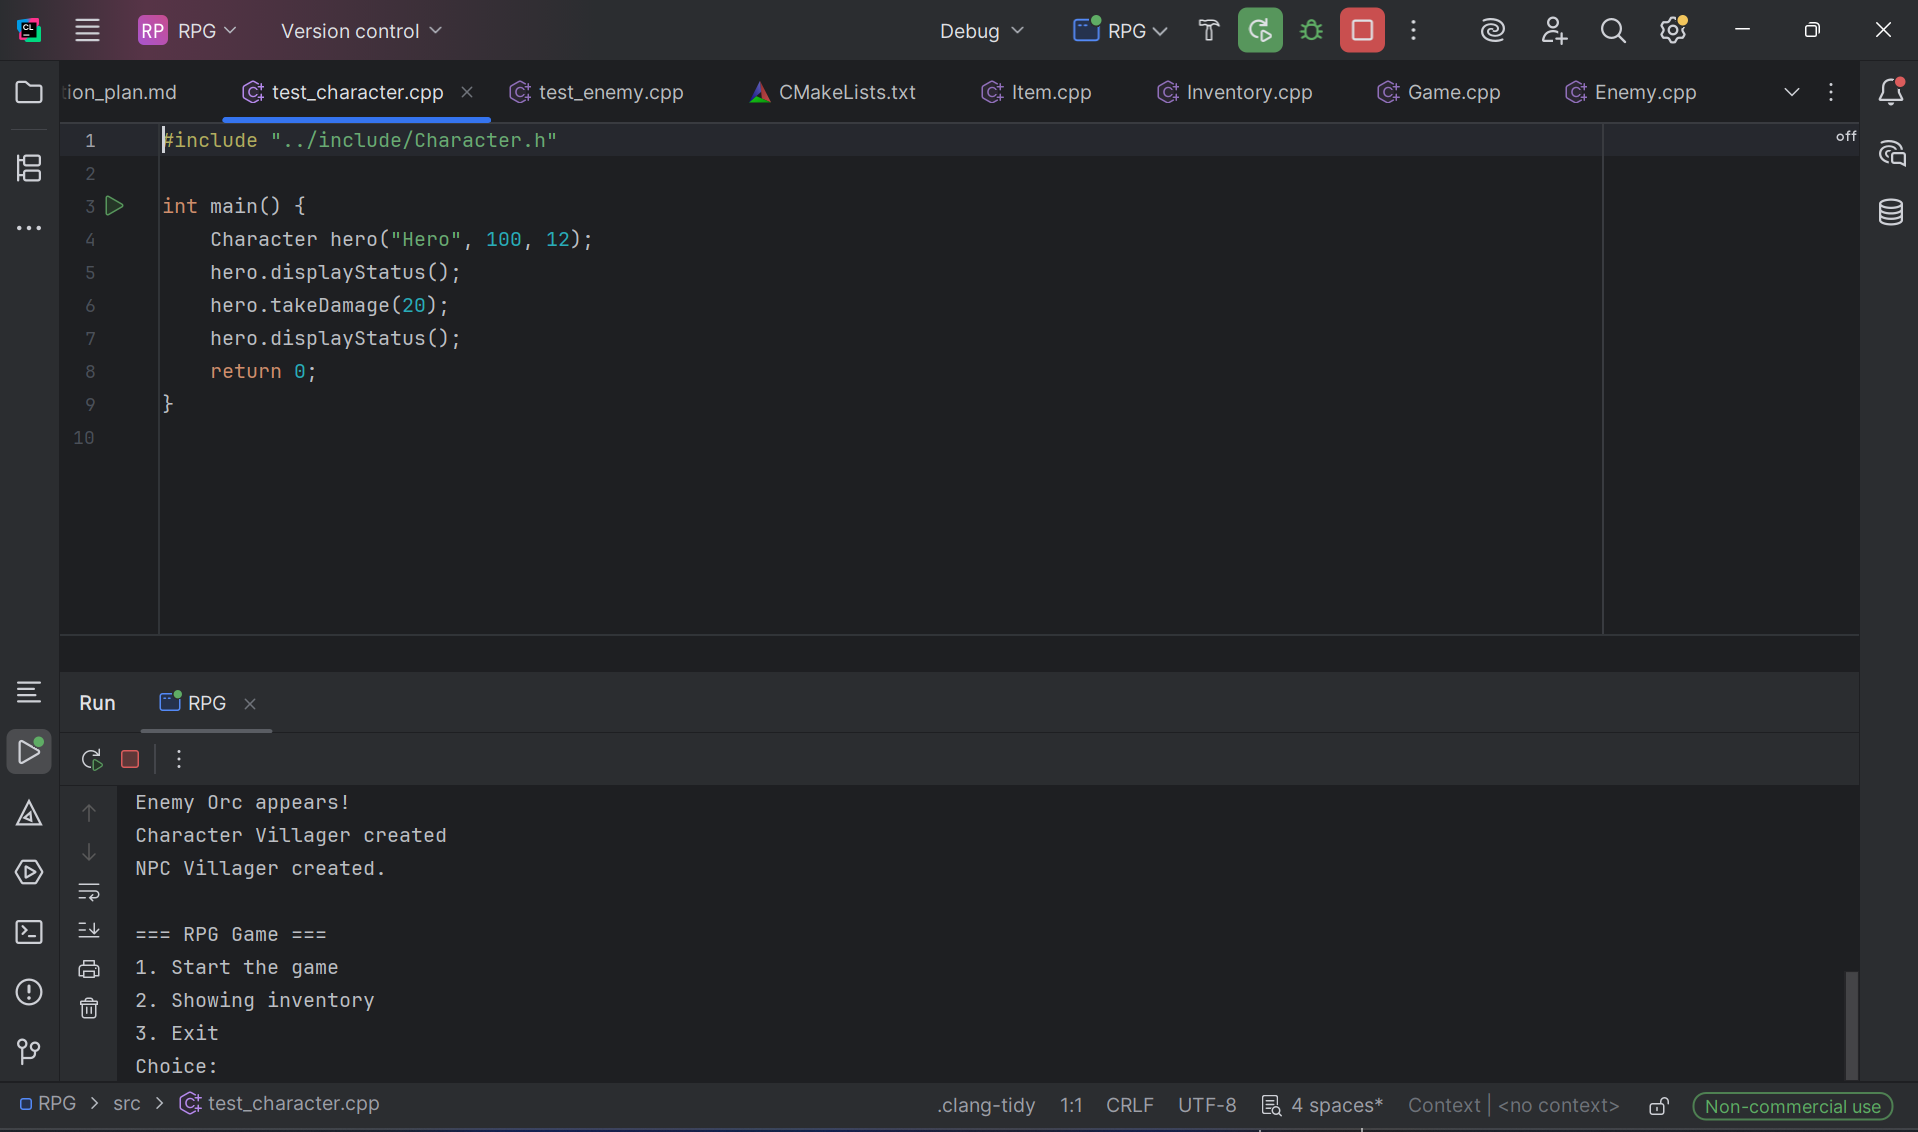 RP RPG Version control Debug RPG
tion_plan.md test_character.cpp test_enemy.cpp CMakeLists.txt Item.cpp Inventory.cpp Game.cpp Enemy.cpp
off
1 #include "../include/Character.h"
2
3 int main() {
4 Character hero("Hero", 100, 12);
5 hero.displayStatus();
6 hero.takeDamage(20);
7 hero.displayStatus();
8 return 0;
9 }
10
Run RPG
Enemy Orc appears!
Character Villager created
NPC Villager created.
=== RPG Game ===
1. Start the game
2. Showing inventory
3. Exit
Choice:
RPG > src > test_character.cpp .clang-tidy 1:1 CRLF UTF-8 4 spaces* Context | <no context> Non-commercial use